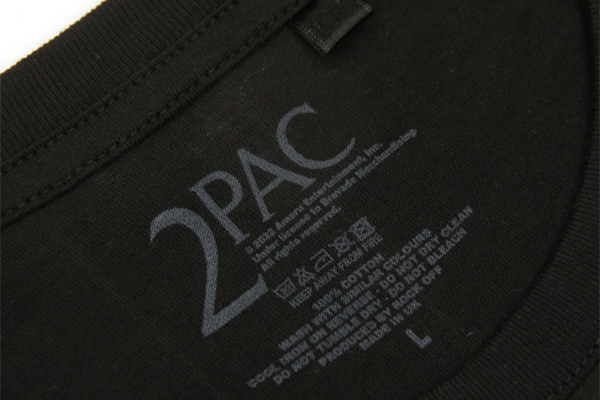 2PAC
© 2022 Amaru Entertainment, Inc.
Under license to Bravado Merchandising.
All rights reserved.
KEEP AWAY FROM FIRE
100% COTTON
WASH WITH SIMILAR COLOURS
COOL IRON ON REVERSE : DO NOT DRY CLEAN
DO NOT TUMBLE DRY : DO NOT BLEACH
PRODUCED BY ROCK OFF
MADE IN UK
L